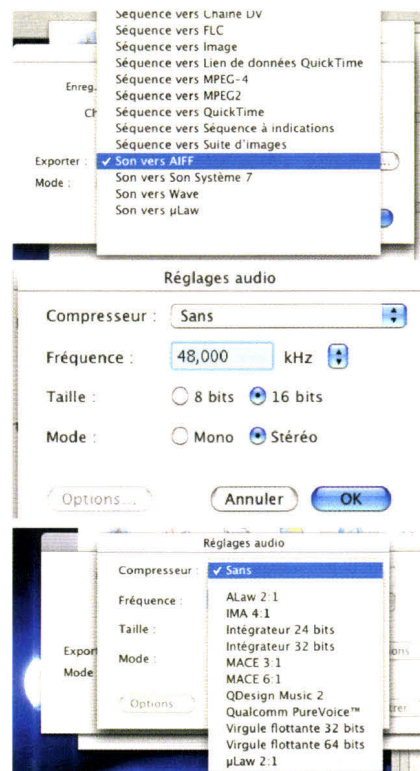 Séquence vers Chaîne DV
Séquence vers FLC
Séquence vers Image
Séquence vers Lien de données QuickTime
Séquence vers MPEG-4
Séquence vers MPEG2
Séquence vers QuickTime
Séquence vers Séquence à indications
Séquence vers Suite d'images
Enreg.
Ch
Exporter : ✓ Son vers AIFF
Son vers Son Système 7
Mode :
Son vers Wave
Son vers µLaw
Réglages audio
Compresseur : Sans
Fréquence : 48,000 kHz
Taille : 8 bits 16 bits
Mode : Mono Stéréo
Options... Annuler OK
Réglages audio
Compresseur : ✓ Sans
Fréquence :
Taille :
Mode :
Options
Export
Mode
ALaw 2:1
IMA 4:1
Intégrateur 24 bits
Intégrateur 32 bits
MACE 3:1
MACE 6:1
QDesign Music 2
Qualcomm PureVoice™
Virgule flottante 32 bits
Virgule flottante 64 bits
µLaw 2:1
ons
trer